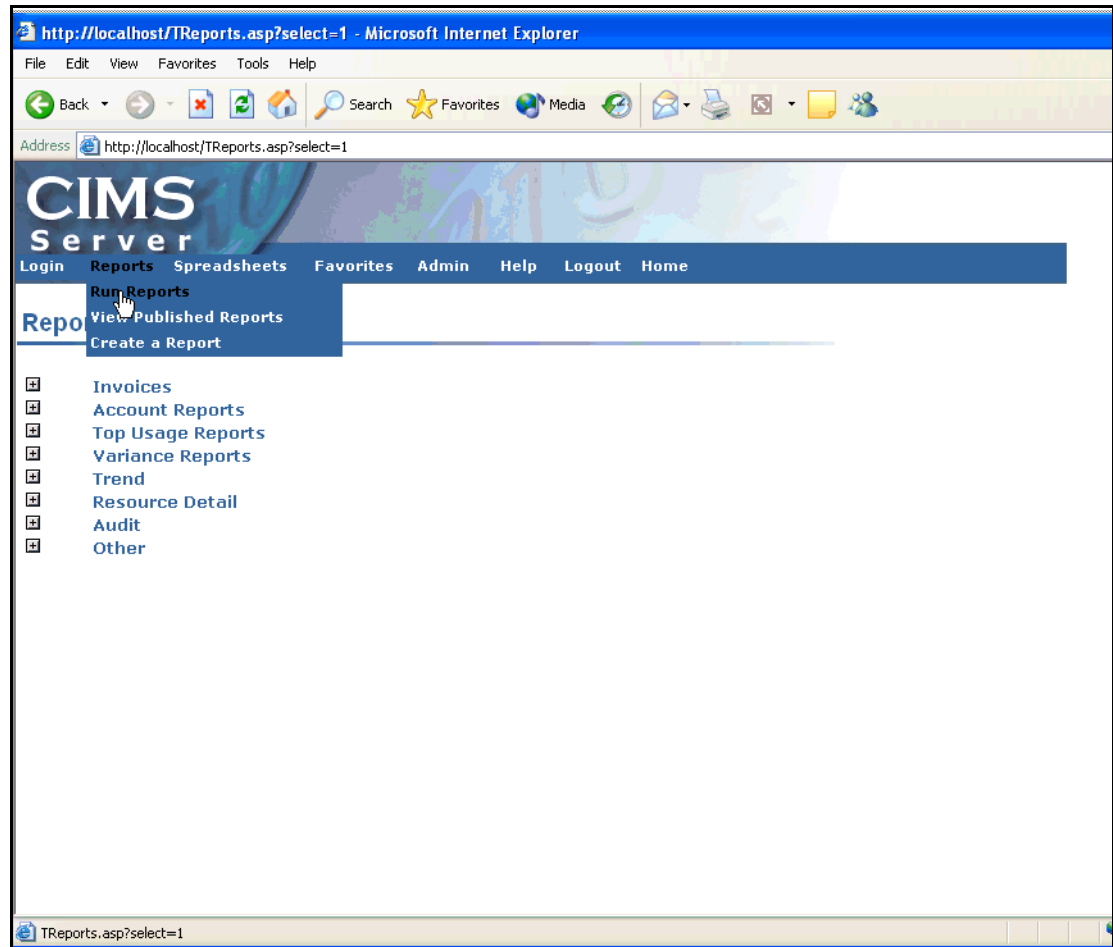 http://localhost/TReports.asp?select=1 - Microsoft Internet Explorer
File Edit View Favorites Tools Help
Back Search Favorites Media
Address http://localhost/TReports.asp?select=1
CIMS
Server
Login Reports Spreadsheets Favorites Admin Help Logout Home
Run Reports
View Published Reports
Repo
Create a Report
Invoices
Account Reports
Top Usage Reports
Variance Reports
Trend
Resource Detail
Audit
Other
TReports.asp?select=1